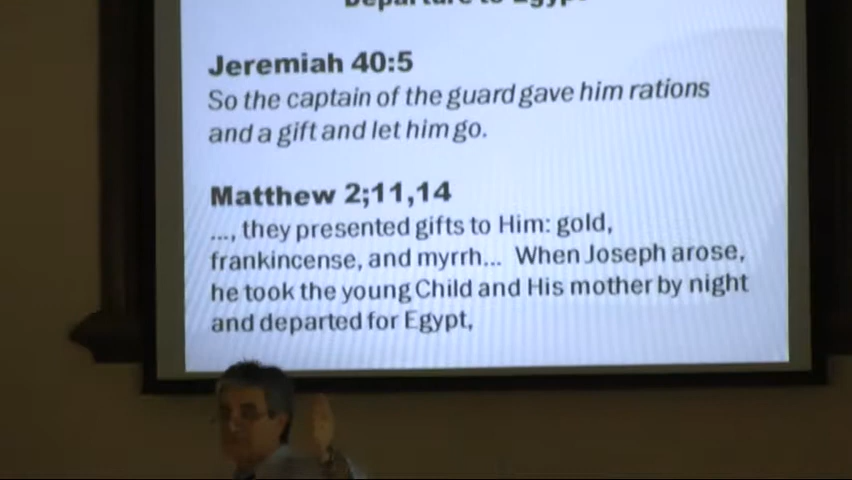 Departure to Egypt
Jeremiah 40:5
So the captain of the guard gave him rations
and a gift and let him go.
Matthew 2;11,14
..., they presented gifts to Him: gold,
frankincense, and myrrh... When Joseph arose,
he took the young Child and His mother by night
and departed for Egypt,